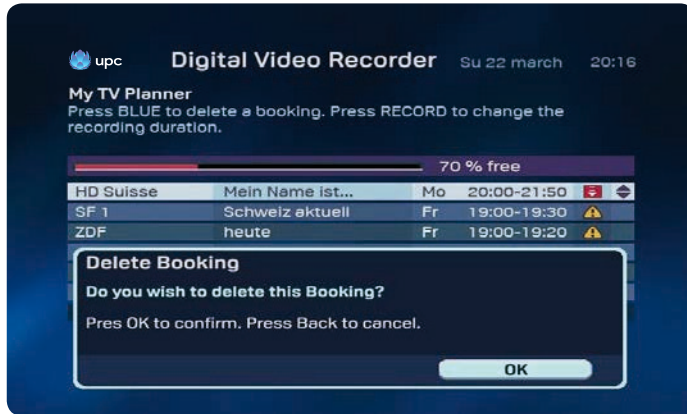 upc Digital Video Recorder Su 22 march 20:16
My TV Planner
Press BLUE to delete a booking. Press RECORD to change the
recording duration.
70 % free
HD Suisse Mein Name ist... Mo 20:00-21:50
SF 1 Schweiz aktuell Fr 19:00-19:30
ZDF heute Fr 19:00-19:20
Delete Booking
Do you wish to delete this Booking?
Pres OK to confirm. Press Back to cancel.
OK